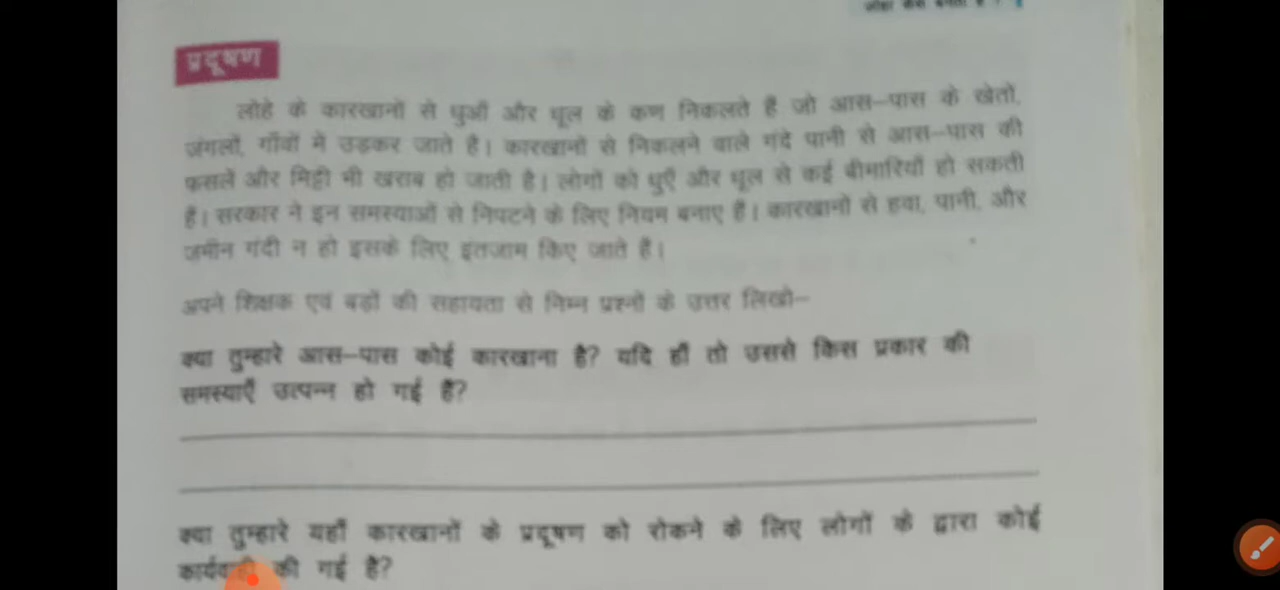 प्रदूषण
लोहे के कारखानों से धुआँ और धूल के कण निकलते हैं जो आस-पास के खेतों,
जंगलों, गाँवों में उड़कर जाते है। कारखानों से निकलने वाले गंदे पानी से आस-पास की
फसलें और मिट्टी भी खराब हो जाती है। लोगों को धुएँ और धूल से कई बीमारियाँ हो सकती
हैं। सरकार ने इन समस्याओं से निपटने के लिए नियम बनाए हैं। कारखानों से हवा, पानी, और
ज़मीन गंदी न हो इसके लिए इंतजाम किए जाते हैं।
अपने शिक्षक एवं बड़ों की सहायता से निम्न प्रश्नों के उत्तर लिखो-
क्या तुम्हारे आस-पास कोई कारखाना है? यदि हाँ तो उससे किस प्रकार की
समस्याएँ उत्पन्न हो गई हैं?
क्या तुम्हारे यहाँ कारखानों के प्रदूषण को रोकने के लिए लोगों के द्वारा कोई
कार्यवाही की गई है?